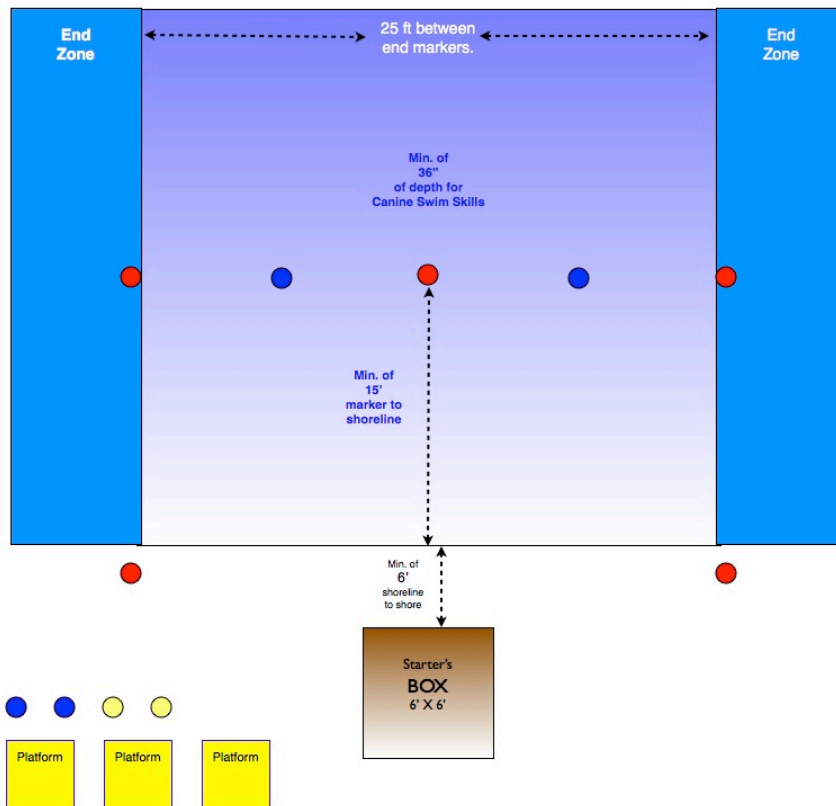 End
Zone
25 ft between
end markers.
End
Zone
Min. of
36”
of depth for
Canine Swim Skills
Min. of
15’
marker to
shoreline
Min. of
6'
shoreline
to shore
Starter’s
BOX
6' X 6'
Platform
Platform
Platform